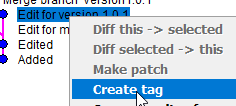 Merge branch version 1.0.1
Edit for version 1.0.1
Edit for m
Edited
Added
Diff this -> selected
Diff selected -> this
Make patch
Create tag